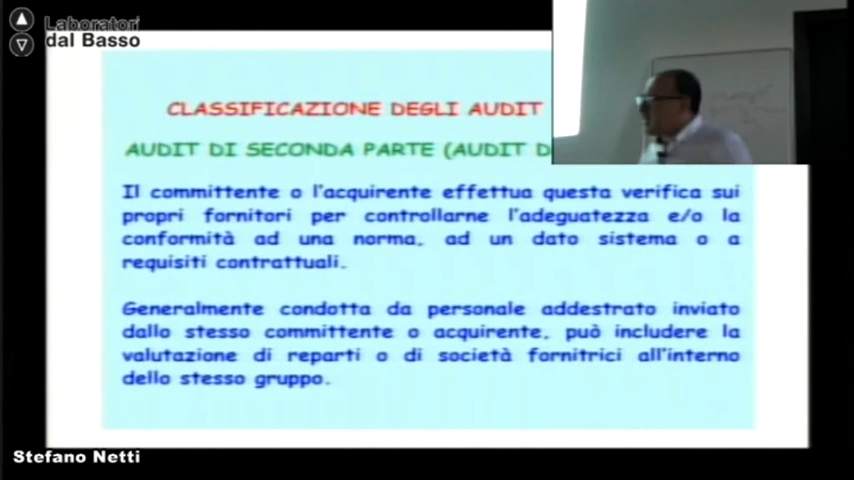 Laboratori
dal Basso
CLASSIFICAZIONE DEGLI AUDIT
AUDIT DI SECONDA PARTE (AUDIT
Il committente o l'acquirente effettua questa verifica sui
propri fornitori per controllarne l'adeguatezza e/o la
conformità ad una norma, ad un dato sistema o a
requisiti contrattuali.
Generalmente condotta da personale addestrato inviato
dallo stesso committente o acquirente, può includere la
valutazione di reparti o di società fornitrici all'interno
dello stesso gruppo.
Stefano Netti